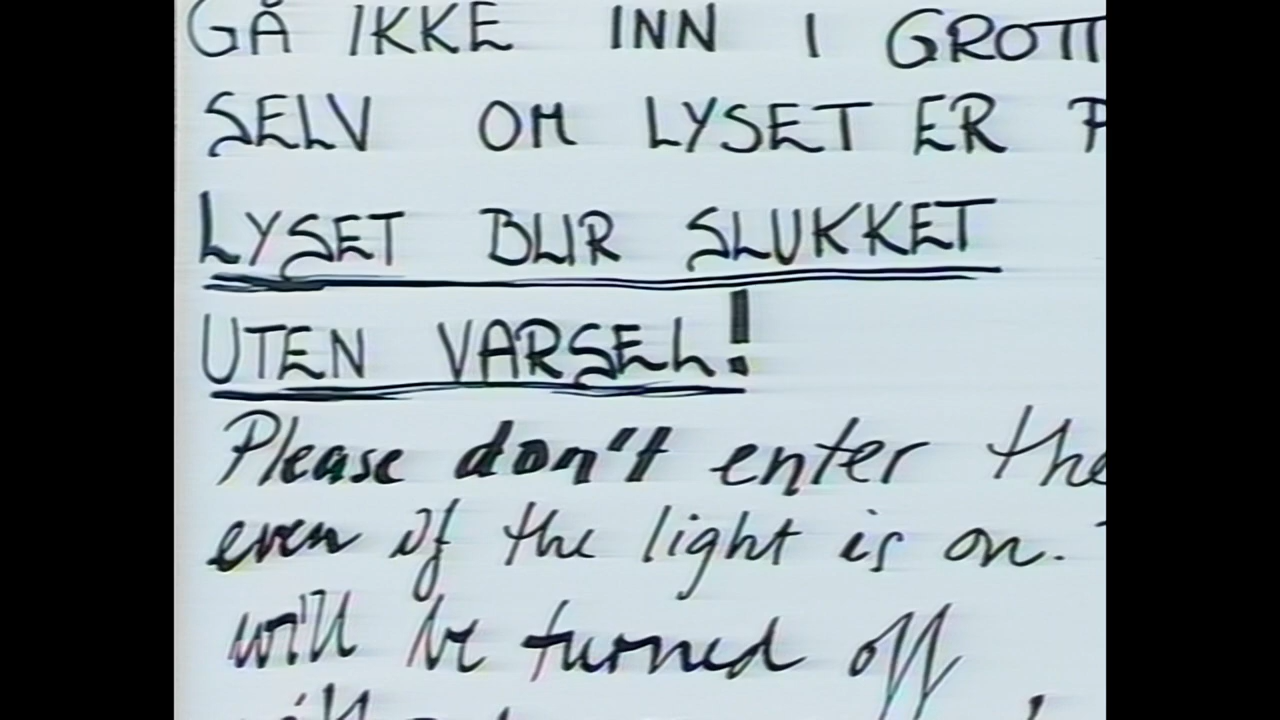 GÅ IKKE INN I GROTT
SELV OM LYSET ER P
LYSET BLIR SLUKKET
UTEN VARSEL!
Please don't enter the
even if the light is on.
will be turned off